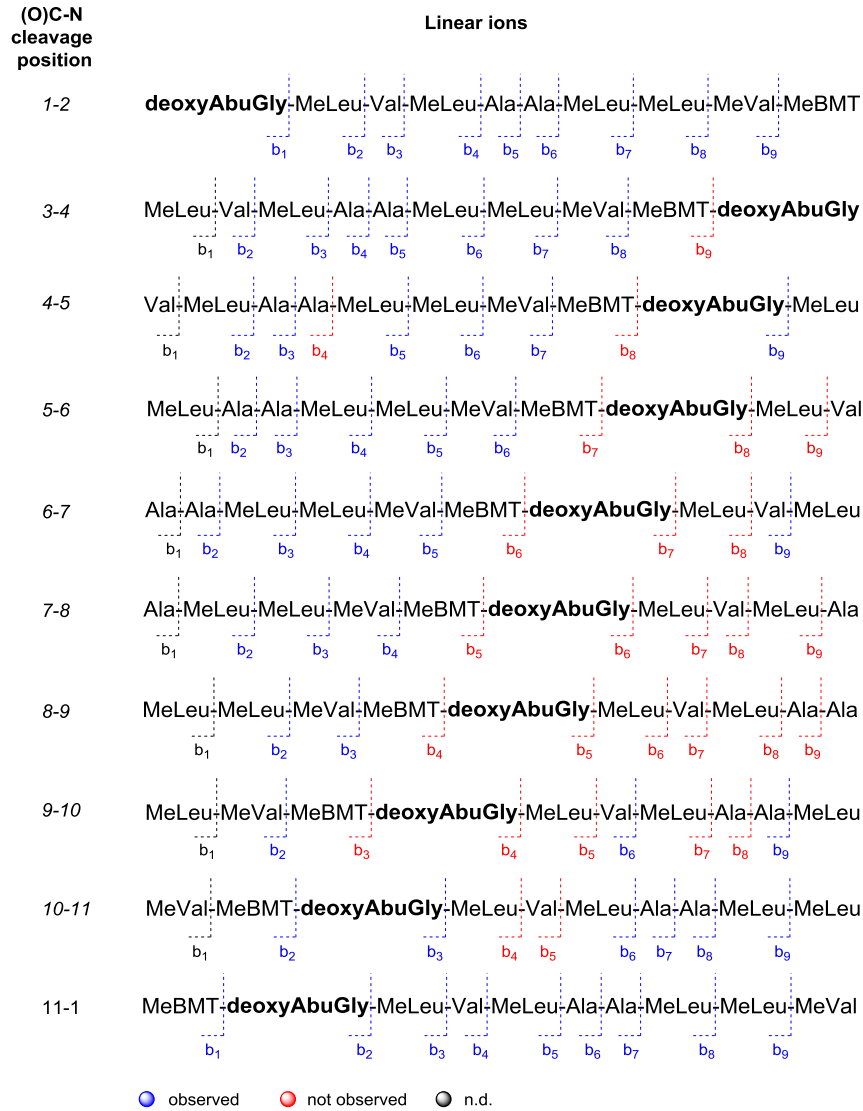 (O)C-N
cleavage
position
Linear ions
1-2
deoxyAbuGly-MeLeu-Val-MeLeu-Ala-Ala-MeLeu-MeLeu-MeVal-MeBMT
b1 b2 b3 b4 b5 b6 b7 b8 b9
3-4
MeLeu-Val-MeLeu-Ala-Ala-MeLeu-MeLeu-MeVal-MeBMT-deoxyAbuGly
b1 b2 b3 b4 b5 b6 b7 b8 b9
4-5
Val-MeLeu-Ala-Ala-MeLeu-MeLeu-MeVal-MeBMT-deoxyAbuGly-MeLeu
b1 b2 b3 b4 b5 b6 b7 b8 b9
5-6
MeLeu-Ala-Ala-MeLeu-MeLeu-MeVal-MeBMT-deoxyAbuGly-MeLeu-Val
b1 b2 b3 b4 b5 b6 b7 b8 b9
6-7
Ala-Ala-MeLeu-MeLeu-MeVal-MeBMT-deoxyAbuGly-MeLeu-Val-MeLeu
b1 b2 b3 b4 b5 b6 b7 b8 b9
7-8
Ala-MeLeu-MeLeu-MeVal-MeBMT-deoxyAbuGly-MeLeu-Val-MeLeu-Ala
b1 b2 b3 b4 b5 b6 b7 b8 b9
8-9
MeLeu-MeLeu-MeVal-MeBMT-deoxyAbuGly-MeLeu-Val-MeLeu-Ala-Ala
b1 b2 b3 b4 b5 b6 b7 b8 b9
9-10
MeLeu-MeVal-MeBMT-deoxyAbuGly-MeLeu-Val-MeLeu-Ala-Ala-MeLeu
b1 b2 b3 b4 b5 b6 b7 b8 b9
10-11
MeVal-MeBMT-deoxyAbuGly-MeLeu-Val-MeLeu-Ala-Ala-MeLeu-MeLeu
b1 b2 b3 b4 b5 b6 b7 b8 b9
11-1
MeBMT-deoxyAbuGly-MeLeu-Val-MeLeu-Ala-Ala-MeLeu-MeLeu-MeVal
b1 b2 b3 b4 b5 b6 b7 b8 b9
observed not observed n.d.